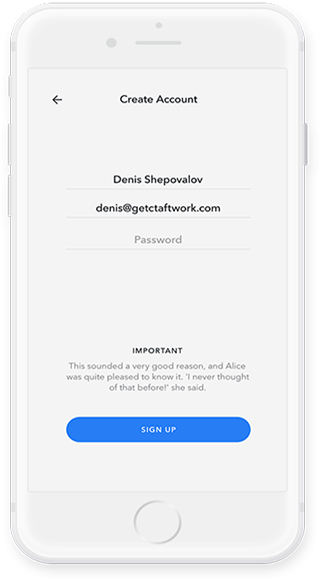 Create Account
Denis Shepovalov
denis@getctaftwork.com
Password
IMPORTANT
This sounded a very good reason, and Alice
was quite pleased to know it. 'I never thought
of that before!' she said.
SIGN UP